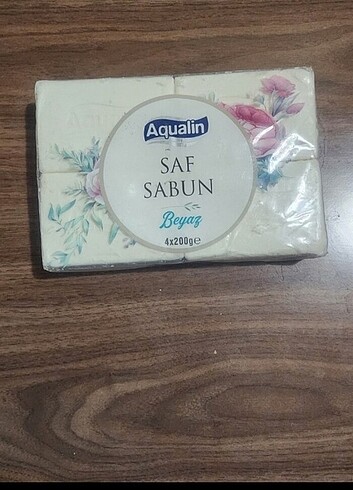 Aqualin
SAF
SABUN
Beyaz
4x200g℮